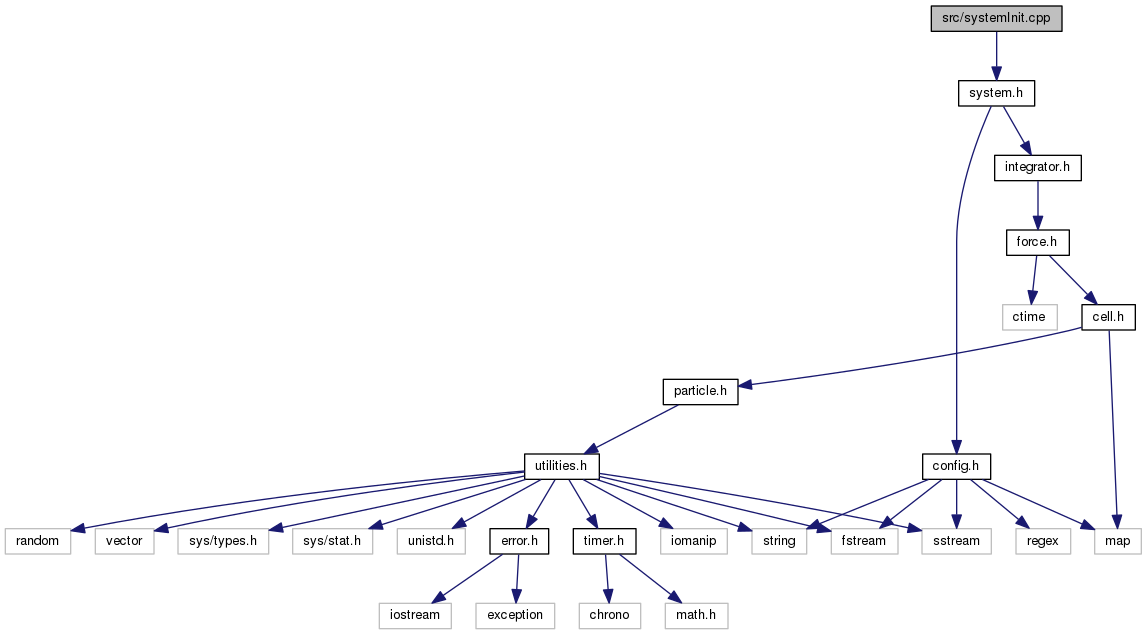 src/systemInit.cpp
system.h
integrator.h
force.h
ctime
cell.h
particle.h
utilities.h
config.h
random
vector
sys/types.h
sys/stat.h
unistd.h
error.h
timer.h
iomanip
string
fstream
sstream
regex
map
iostream
exception
chrono
math.h